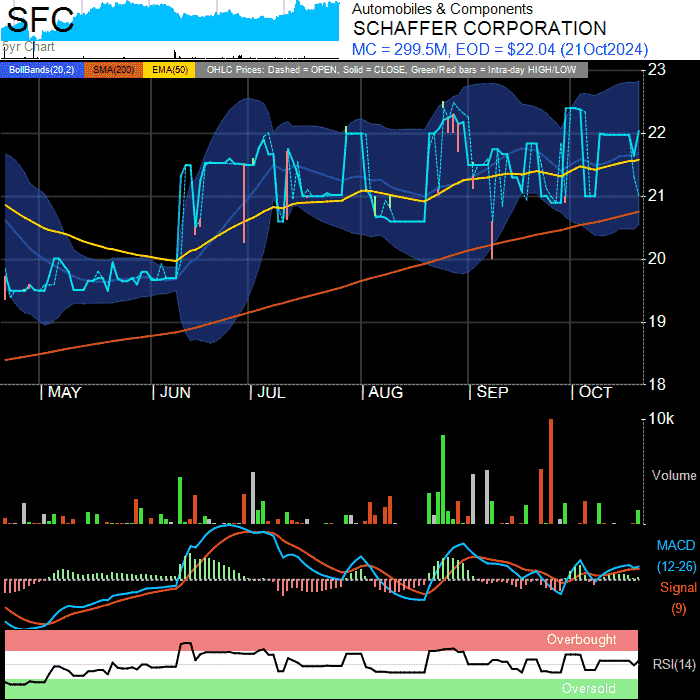 SFC
5yr Chart
Automobiles & Components
SCHAFFER CORPORATION
MC = 299.5M, EOD = $22.04 (21Oct2024)
BollBands(20,2) SMA(200) EMA(50) OHLC Prices: Dashed = OPEN, Solid = CLOSE, Green/Red bars = Intra-day HIGH/LOW
23
22
21
20
19
18
MAY JUN JUL AUG SEP OCT
10k
Volume
MACD
(12-26)
Signal
(9)
Overbought
RSI(14)
Oversold